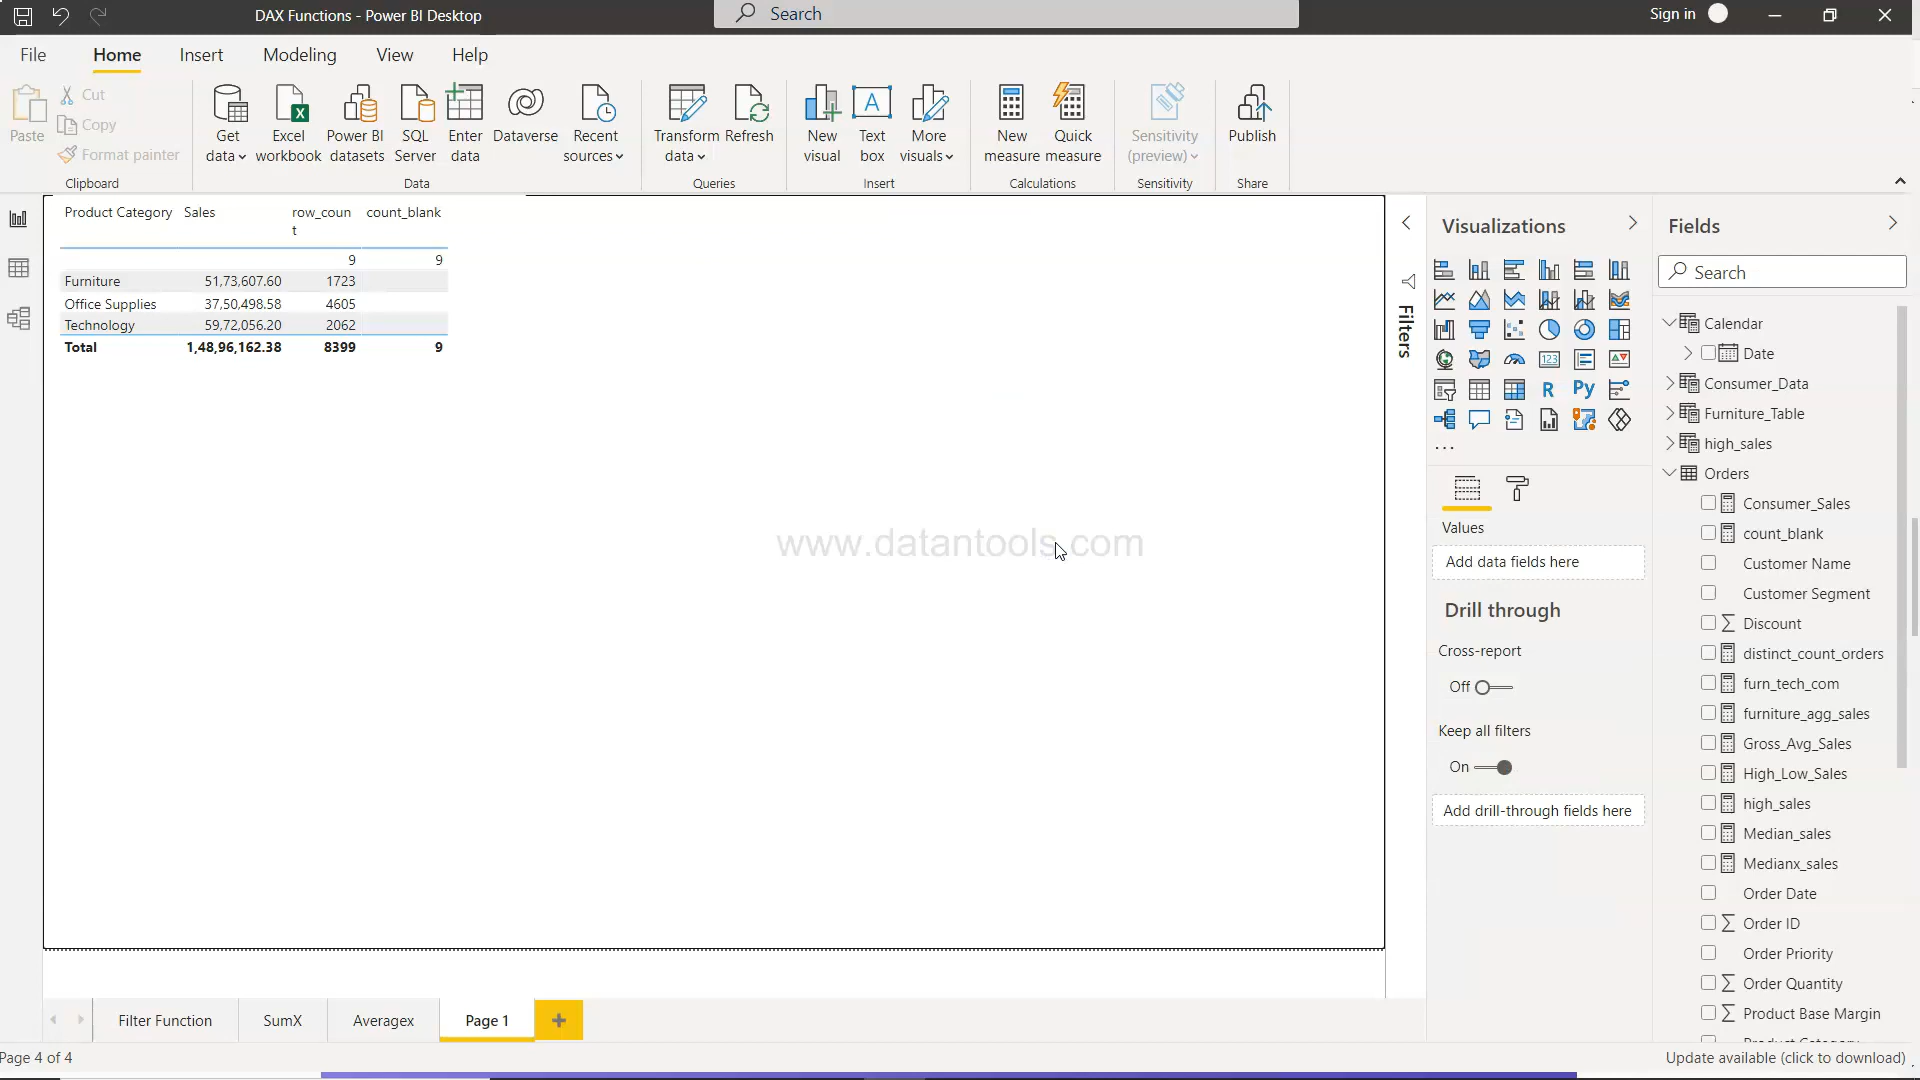 DAX Functions - Power BI Desktop
Search
Sign in
File Home Insert Modeling View Help
Paste
Cut
Copy
Format painter
Clipboard
Get data
Excel workbook
Power BI datasets
SQL Server
Enter data
Dataverse
Recent sources
Data
Transform data
Refresh
Queries
New visual
Text box
More visuals
Insert
New measure
Quick measure
Calculations
Sensitivity (preview)
Sensitivity
Publish
Share
Product Category Sales row_coun count_blank
t
9 9
Furniture 51,73,607.60 1723
Office Supplies 37,50,498.58 4605
Technology 59,72,056.20 2062
Total 1,48,96,162.38 8399 9
www.datantools.com
Filters
Visualizations
123
R
Py
...
Values
Add data fields here
Drill through
Cross-report
Off
Keep all filters
On
Add drill-through fields here
Fields
Search
Calendar
Date
Consumer_Data
Furniture_Table
high_sales
Orders
Consumer_Sales
count_blank
Customer Name
Customer Segment
Discount
distinct_count_orders
furn_tech_com
furniture_agg_sales
Gross_Avg_Sales
High_Low_Sales
high_sales
Median_sales
Medianx_sales
Order Date
Order ID
Order Priority
Order Quantity
Product Base Margin
Filter Function SumX Averagex Page 1
Page 4 of 4
Update available (click to download)